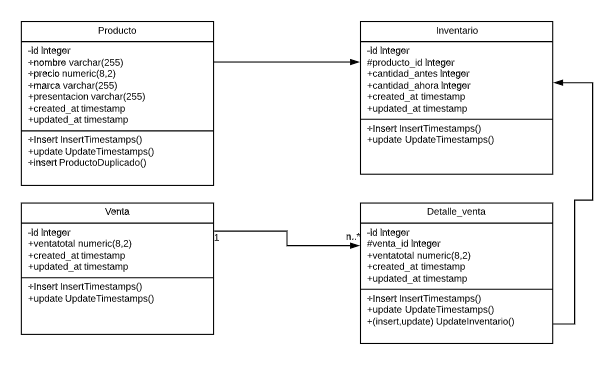 Producto
-id Integer
+nombre varchar(255)
+precio numeric(8,2)
+marca varchar(255)
+presentacion varchar(255)
+created_at timestamp
+updated_at timestamp
+Insert InsertTimestamps()
+update UpdateTimestamps()
+insert ProductoDuplicado()
Inventario
-id Integer
#producto_id Integer
+cantidad_antes Integer
+cantidad_ahora Integer
+created_at timestamp
+updated_at timestamp
+Insert InsertTimestamps()
+update UpdateTimestamps()
Venta
-id Integer
+ventatotal numeric(8,2)
+created_at timestamp
+updated_at timestamp
+Insert InsertTimestamps()
+update UpdateTimestamps()
1
n..*
Detalle_venta
-id Integer
#venta_id Integer
+ventatotal numeric(8,2)
+created_at timestamp
+updated_at timestamp
+Insert InsertTimestamps()
+update UpdateTimestamps()
+(insert,update) UpdateInventario()